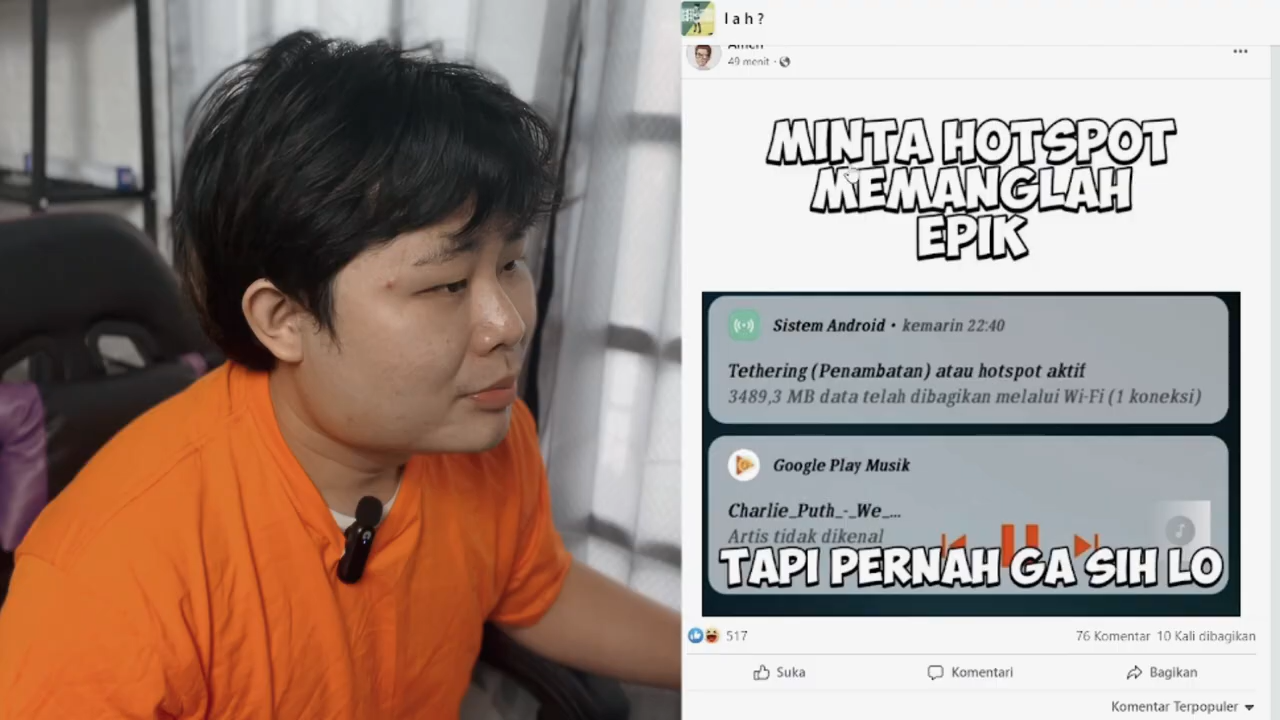 l a h ?
49 menit ·
MINTA HOTSPOT
MEMANGLAH
EPIK
Sistem Android • kemarin 22:40
Tethering (Penambatan) atau hotspot aktif
3489,3 MB data telah dibagikan melalui Wi-Fi (1 koneksi)
Google Play Musik
Charlie_Puth_-_We_...
Artis tidak dikenal
TAPI PERNAH GA SIH LO
517
76 Komentar 10 Kali dibagikan
Suka
Komentari
Bagikan
Komentar Terpopuler